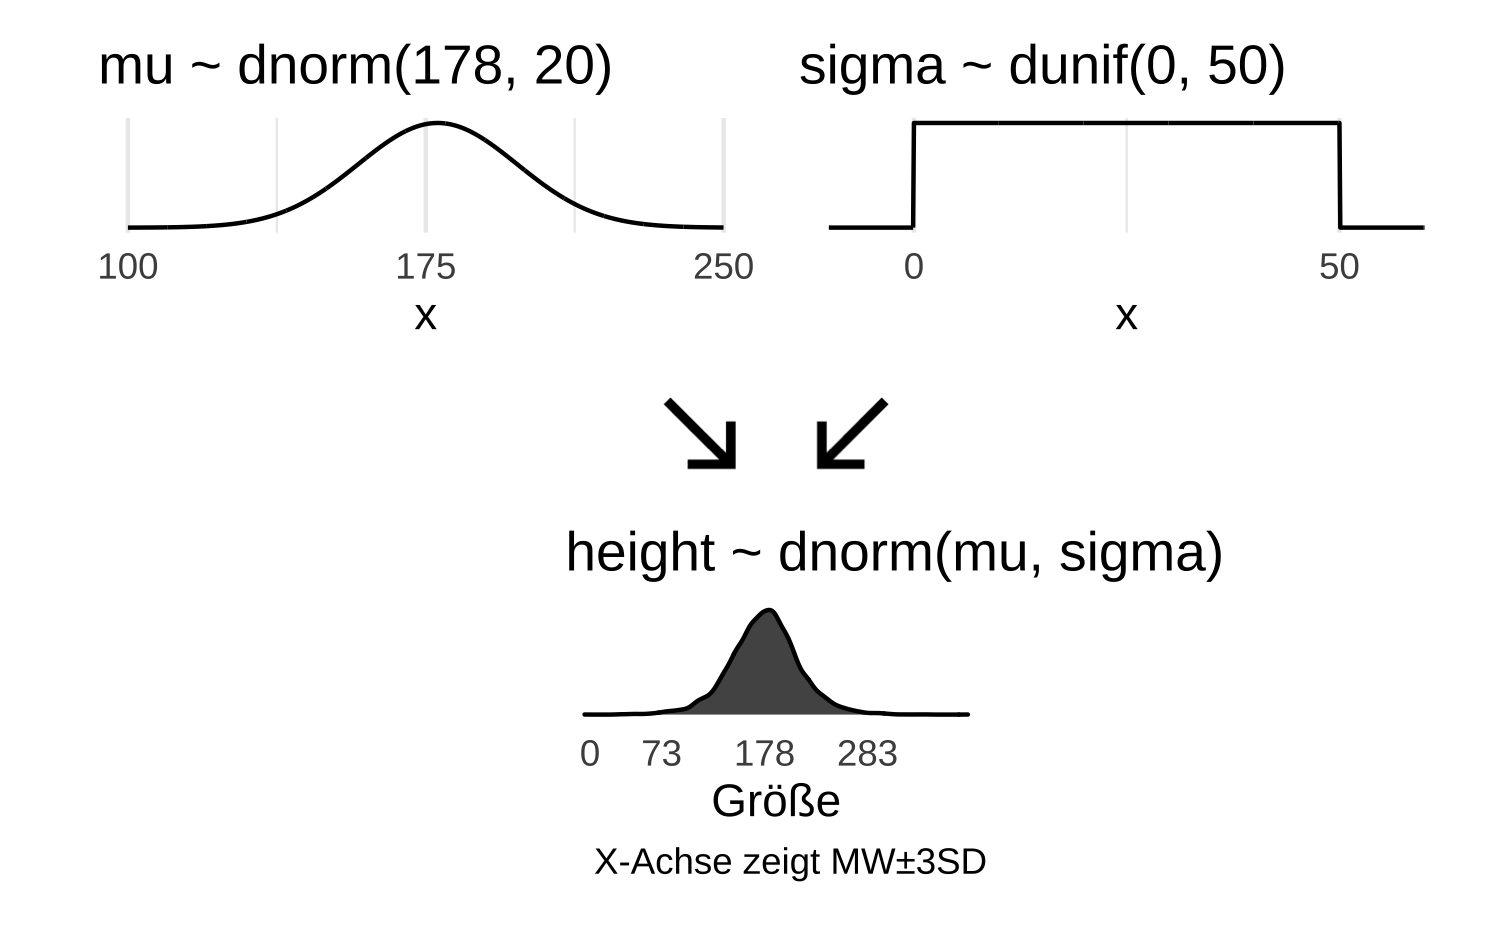 mu ~ dnorm(178, 20)
100 175 250
x
sigma ~ dunif(0, 50)
0 50
x
height ~ dnorm(mu, sigma)
0 73 178 283
Größe
X-Achse zeigt MW±3SD